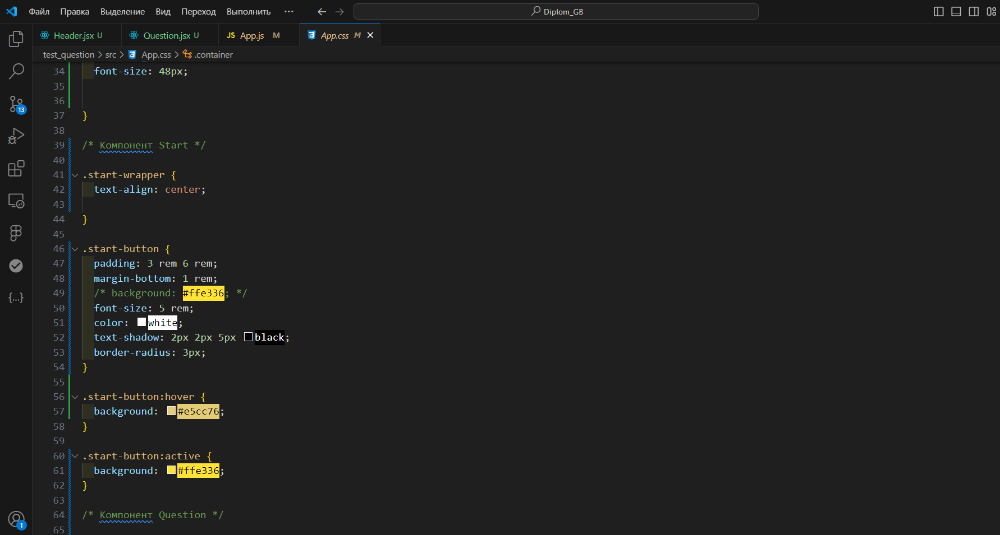 Файл Правка Выделение Вид Переход Выполнить ··· Diplom_GB
Header.jsx U Question.jsx U JS App.js M App.css M
test_question > src > App.css > .container
34 font-size: 48px;
35
36
37 }
38
39 /* Компонент Start */
40
41 .start-wrapper {
42 text-align: center;
43
44 }
45
46 .start-button {
47 padding: 3 rem 6 rem;
48 margin-bottom: 1 rem;
49 /* background: #ffe336; */
50 font-size: 5 rem;
51 color: white;
52 text-shadow: 2px 2px 5px black;
53 border-radius: 3px;
54 }
55
56 .start-button:hover {
57 background: #e5cc76;
58 }
59
60 .start-button:active {
61 background: #ffe336;
62 }
63
64 /* Компонент Question */
65
13
1